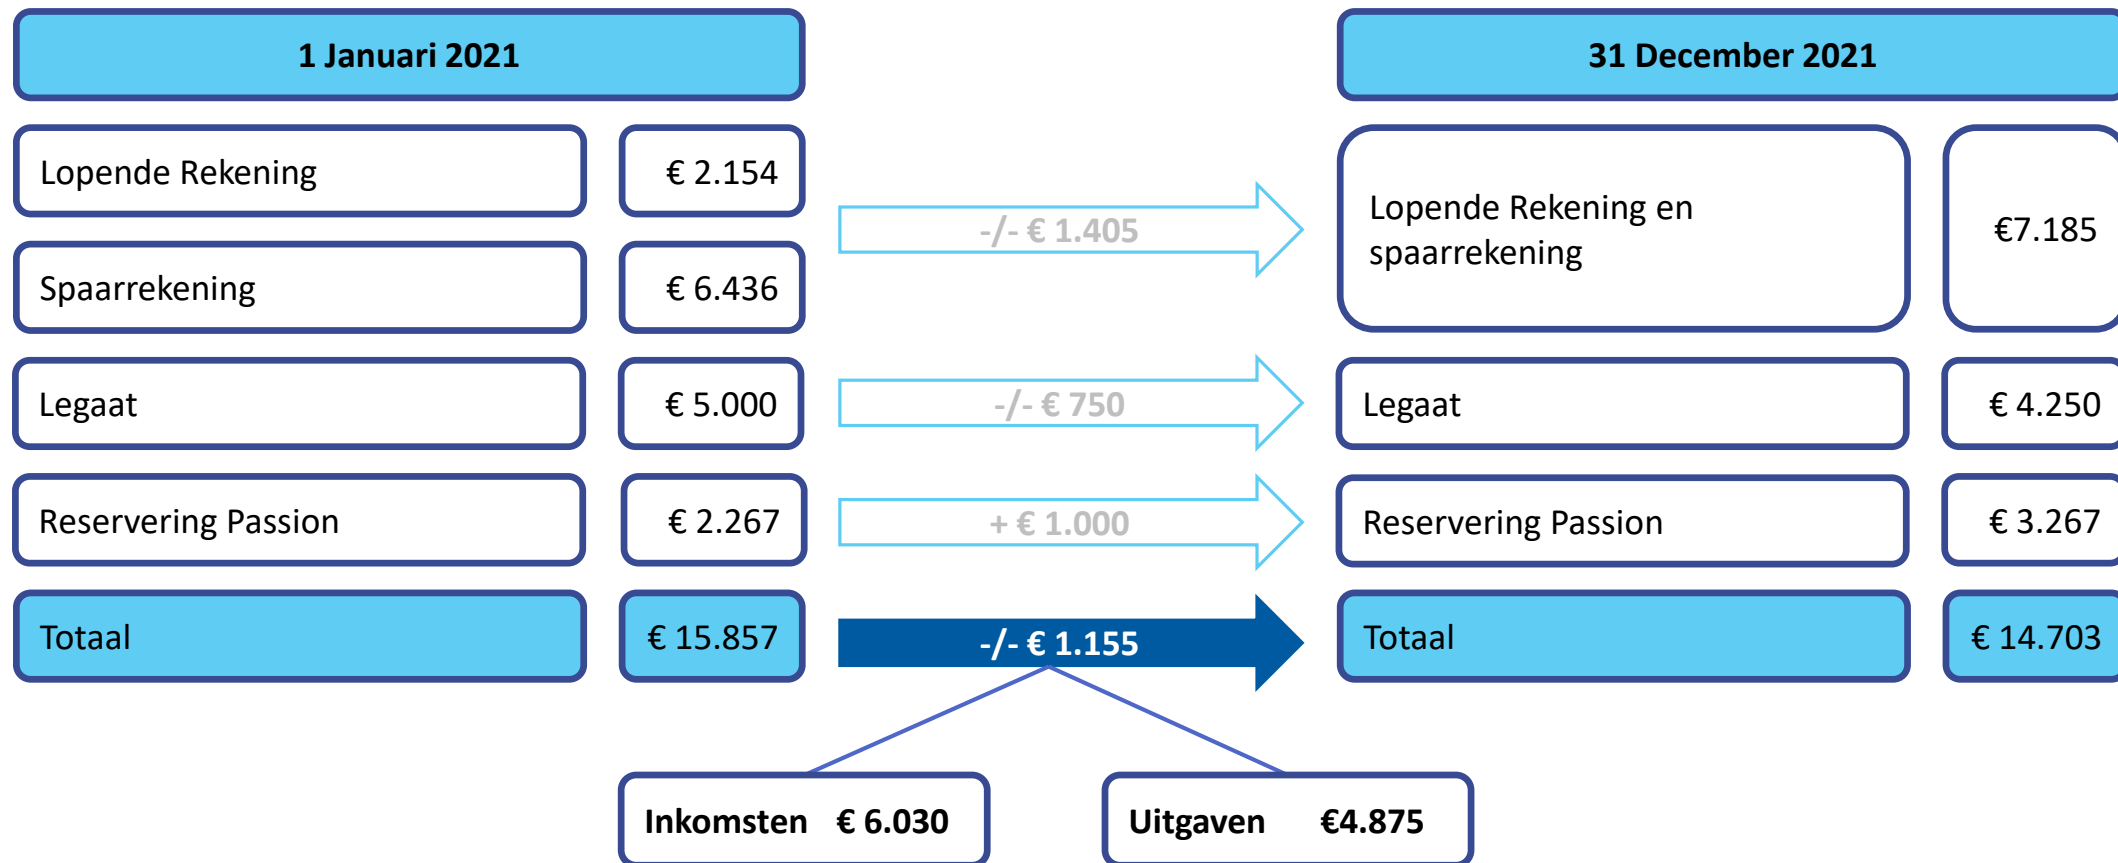 1 Januari 2021
31 December 2021
Lopende Rekening
€ 2.154
Spaarrekening
€ 6.436
-/- € 1.405
Lopende Rekening en
spaarrekening
€7.185
Legaat
€ 5.000
-/- € 750
Legaat
€ 4.250
Reservering Passion
€ 2.267
+ € 1.000
Reservering Passion
€ 3.267
Totaal
€ 15.857
-/- € 1.155
Totaal
€ 14.703
Inkomsten € 6.030
Uitgaven €4.875